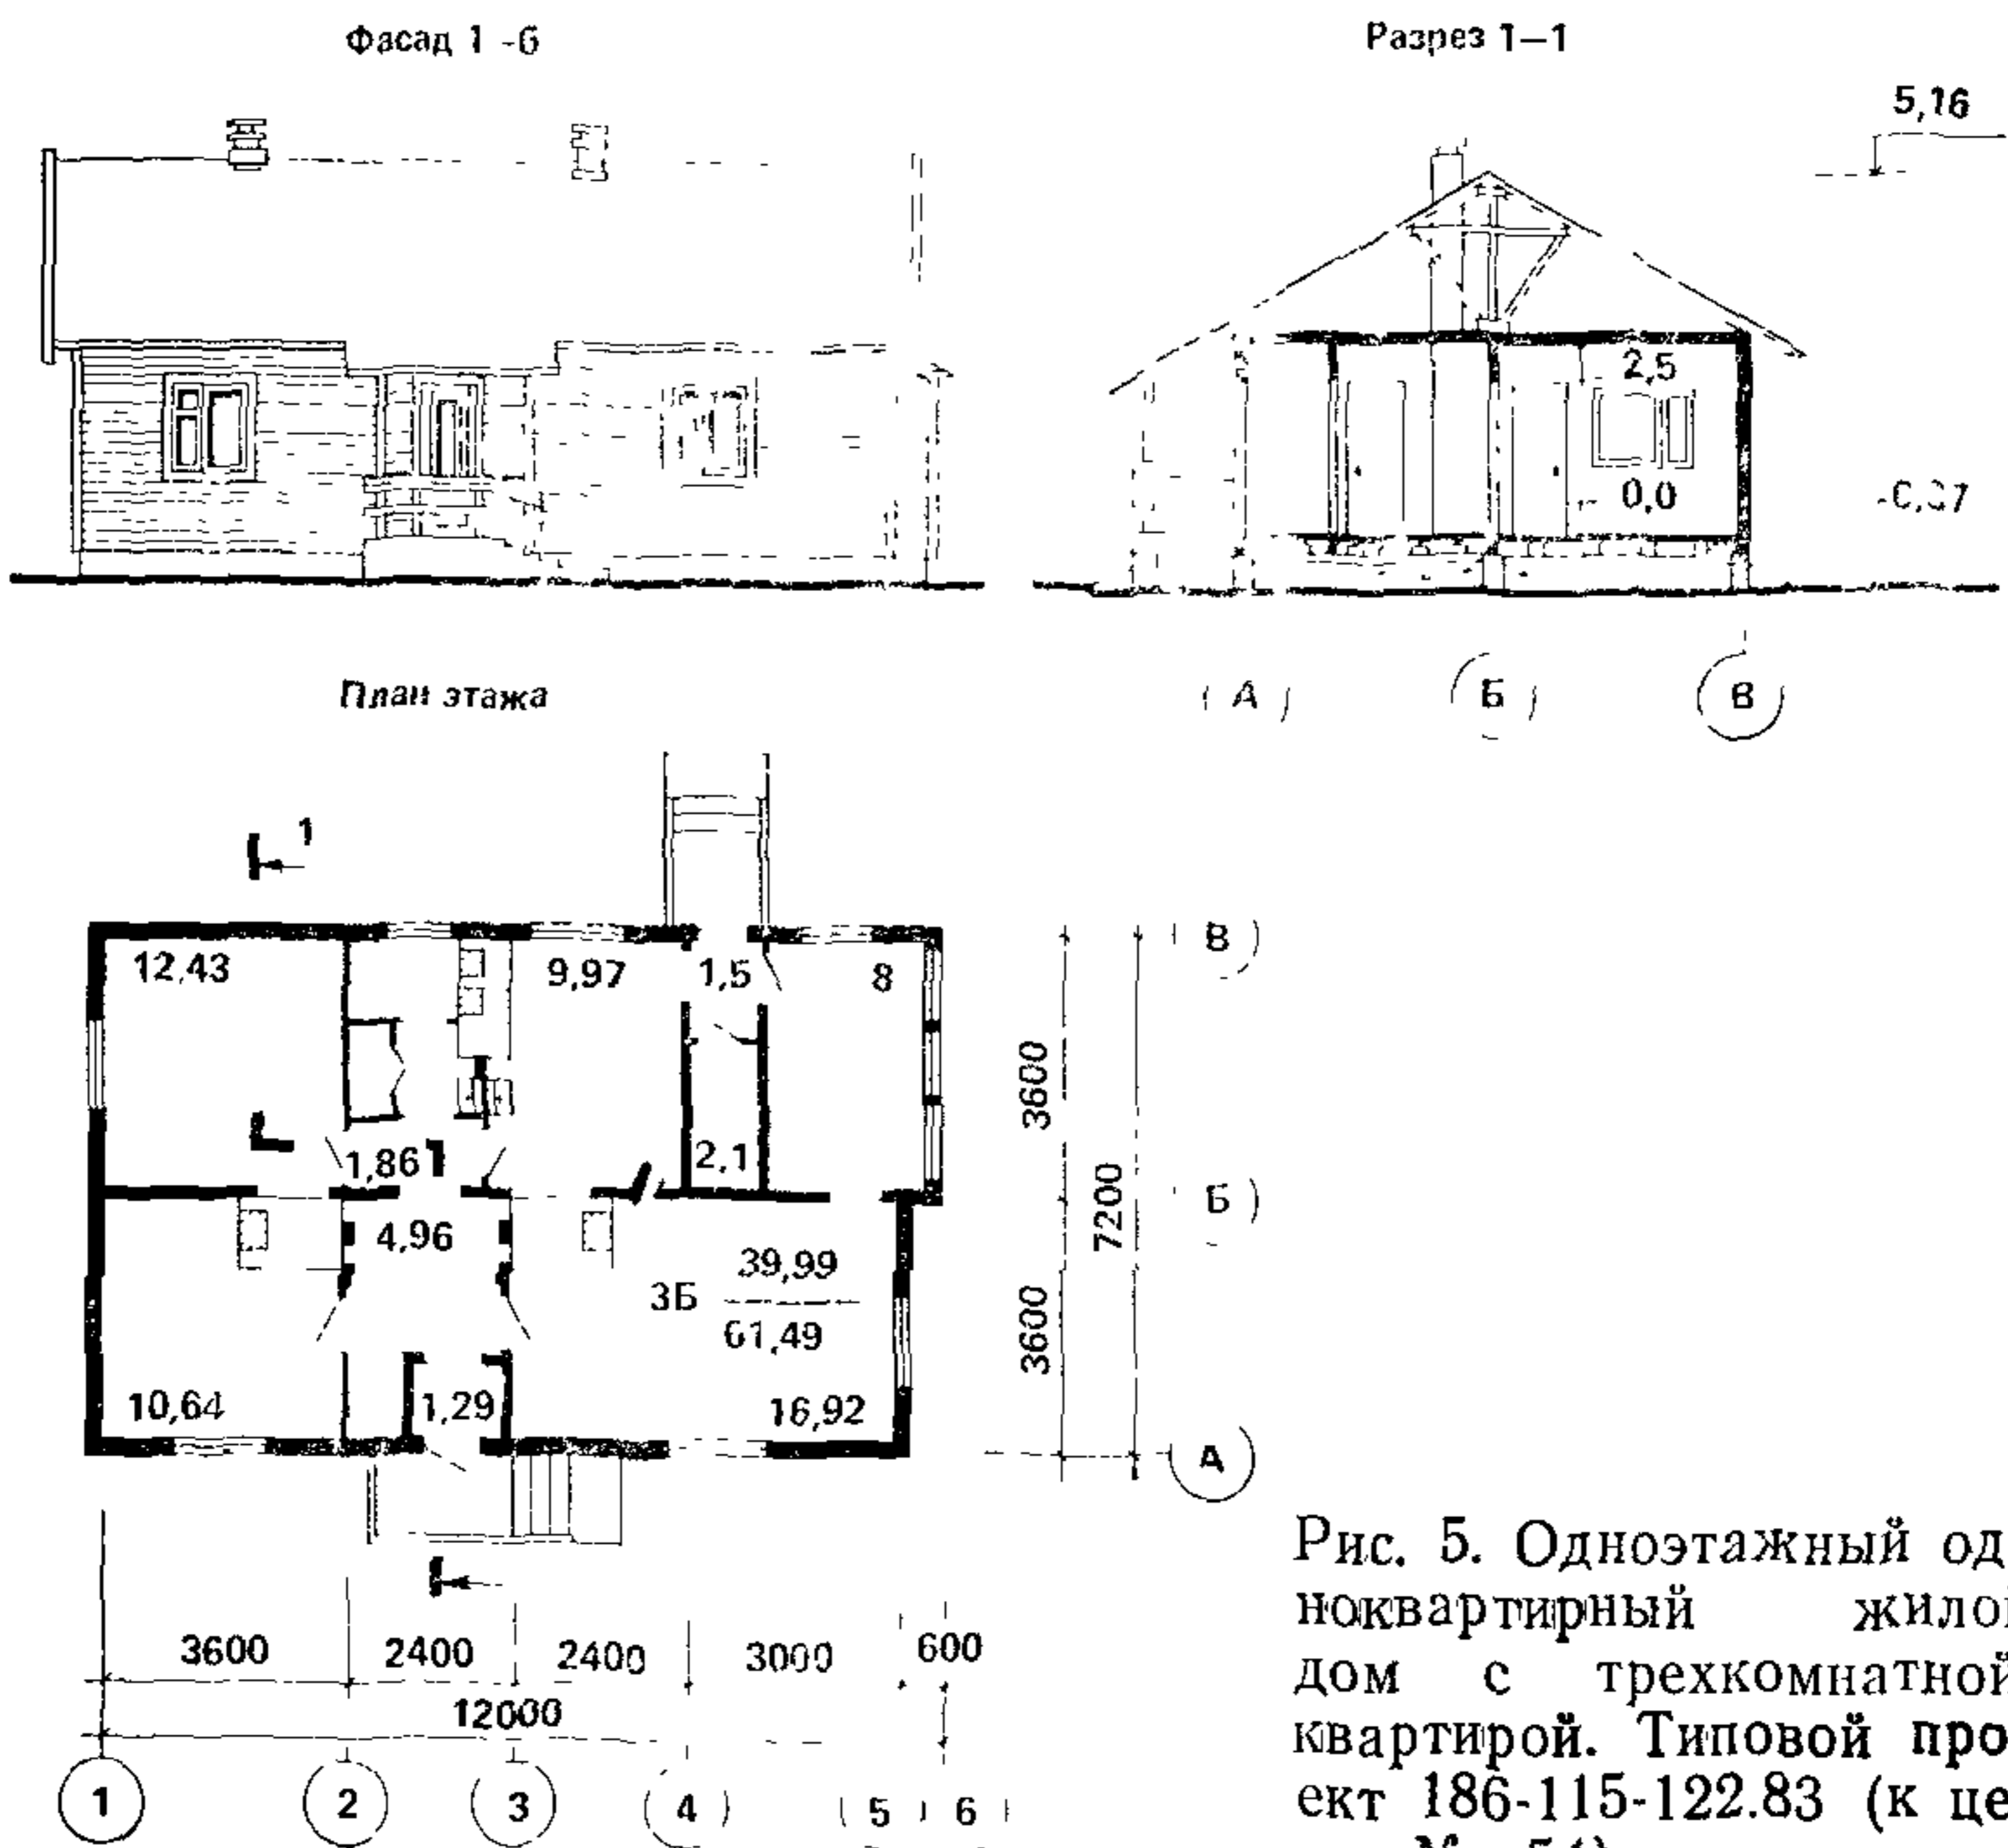 Фасад 1-6
Разрез 1—1
5,16
2,5
0,0
А
Б
В
План этажа
1
12,43
9,97
1,5
8
В
3600
1,86
2,1
Б
7200
4,96
39,99
3Б
61,49
3600
10,64
1,29
16,92
А
3600
2400
2400
3000
600
12000
1
2
3
4
5
6
Рис. 5. Одноэтажный од
ноквартирный жило
дом с трехкомнатной
квартирой. Типовой про
ект 186-115-122.83 (к це